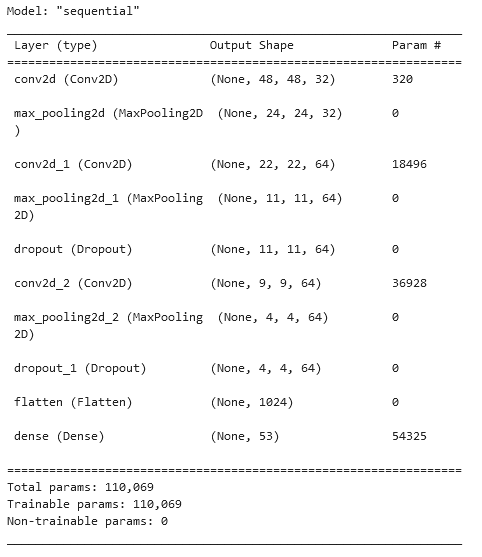 Model: "sequential"
Layer (type) Output Shape Param #
conv2d (Conv2D) (None, 48, 48, 32) 320
max_pooling2d (MaxPooling2D (None, 24, 24, 32) 0
)
conv2d_1 (Conv2D) (None, 22, 22, 64) 18496
max_pooling2d_1 (MaxPooling (None, 11, 11, 64) 0
2D)
dropout (Dropout) (None, 11, 11, 64) 0
conv2d_2 (Conv2D) (None, 9, 9, 64) 36928
max_pooling2d_2 (MaxPooling (None, 4, 4, 64) 0
2D)
dropout_1 (Dropout) (None, 4, 4, 64) 0
flatten (Flatten) (None, 1024) 0
dense (Dense) (None, 53) 54325
Total params: 110,069
Trainable params: 110,069
Non-trainable params: 0